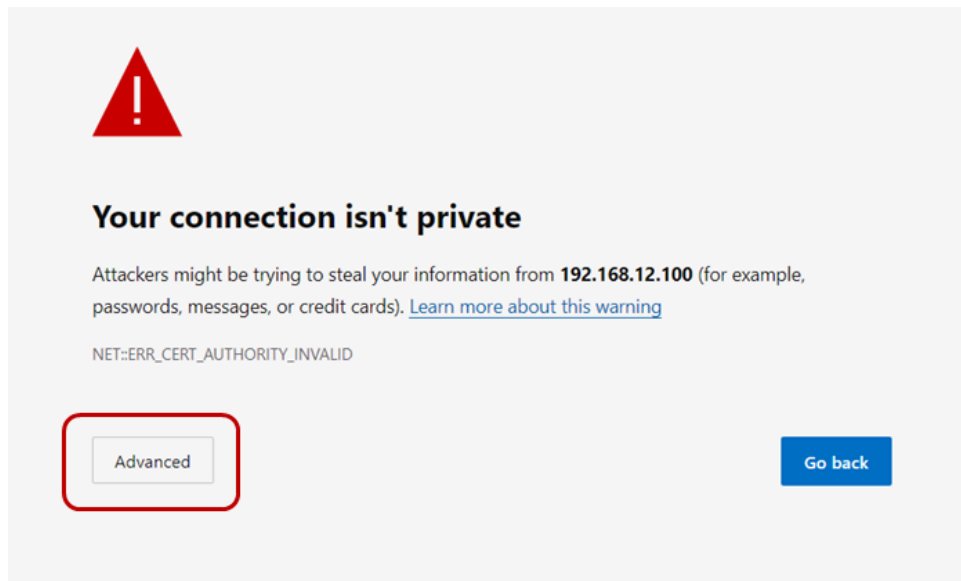 !
Your connection isn't private
Attackers might be trying to steal your information from 192.168.12.100 (for example,
passwords, messages, or credit cards). Learn more about this warning
NET::ERR_CERT_AUTHORITY_INVALID
Advanced
Go back